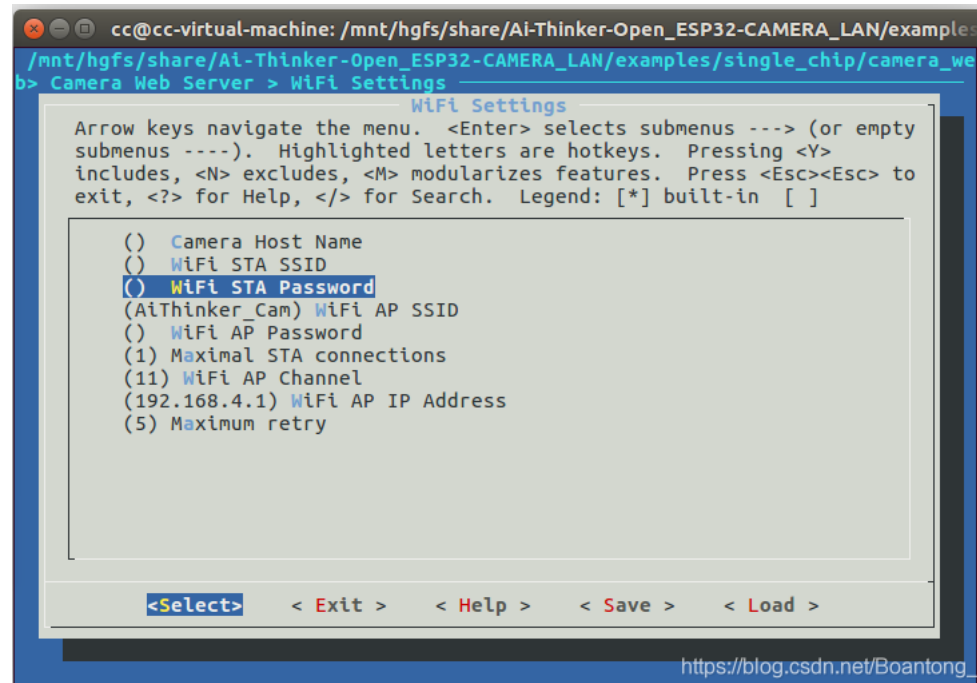 cc@cc-virtual-machine: /mnt/hgfs/share/Ai-Thinker-Open_ESP32-CAMERA_LAN/examples
/mnt/hgfs/share/Ai-Thinker-Open_ESP32-CAMERA_LAN/examples/single_chip/camera_we
b> Camera Web Server > WiFi Settings
WiFi Settings
Arrow keys navigate the menu.  <Enter> selects submenus ---> (or empty
submenus ----).  Highlighted letters are hotkeys.  Pressing <Y>
includes, <N> excludes, <M> modularizes features.  Press <Esc><Esc> to
exit, <?> for Help, </> for Search.  Legend: [*] built-in  [ ]
()  Camera Host Name
()  WiFi STA SSID
()  WiFi STA Password
(AiThinker_Cam) WiFi AP SSID
()  WiFi AP Password
(1) Maximal STA connections
(11) WiFi AP Channel
(192.168.4.1) WiFi AP IP Address
(5) Maximum retry
<Select>    < Exit >    < Help >    < Save >    < Load >
https://blog.csdn.net/Boantong_